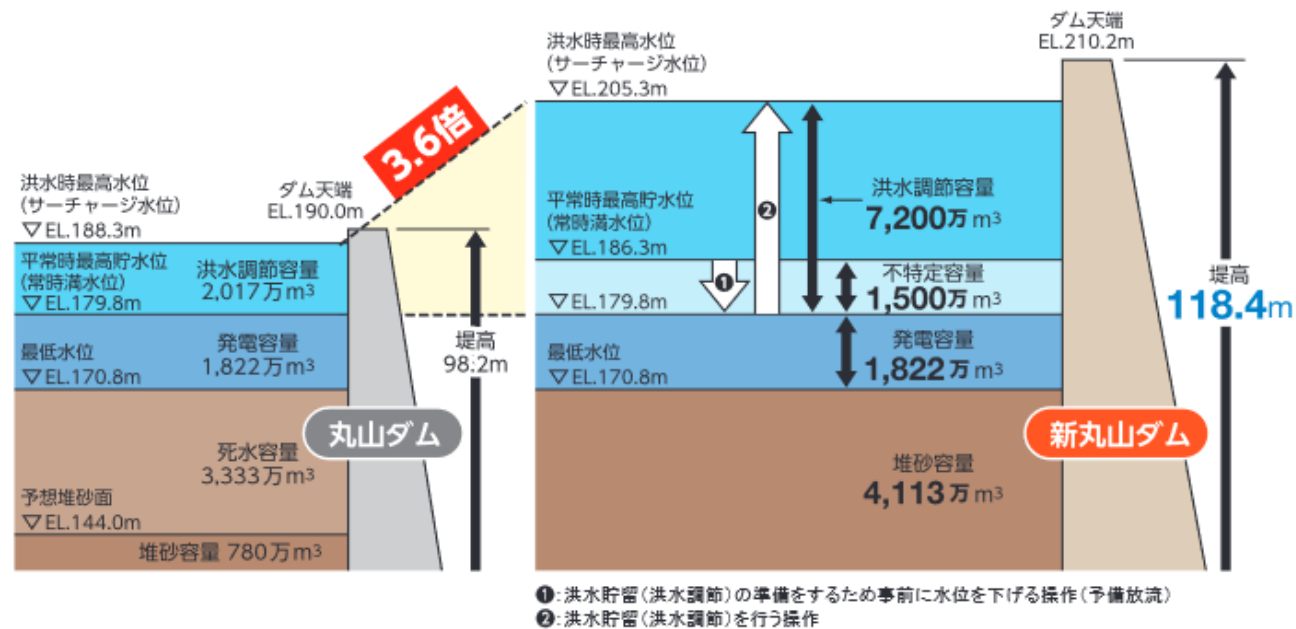 洪水時最高水位
(サーチャージ水位)
▽EL.188.3m
ダム天端
EL.190.0m
3.6倍
平常時最高貯水位
(常時満水位)
▽EL.179.8m
洪水調節容量
2,017万m3
最低水位
▽EL.170.8m
発電容量
1,822万m3
堤高
98.2m
丸山ダム
死水容量
3,333万m3
予想堆砂面
▽EL.144.0m
堆砂容量 780万m3
洪水時最高水位
(サーチャージ水位)
▽EL.205.3m
ダム天端
EL.210.2m
平常時最高貯水位
(常時満水位)
▽EL.186.3m
❷
洪水調節容量
7,200万m3
❶
▽EL.179.8m
不特定容量
1,500万m3
堤高
118.4m
最低水位
▽EL.170.8m
発電容量
1,822万m3
新丸山ダム
堆砂容量
4,113万m3
❶:洪水貯留(洪水調節)の準備をするため事前に水位を下げる操作(予備放流)
❷:洪水貯留(洪水調節)を行う操作